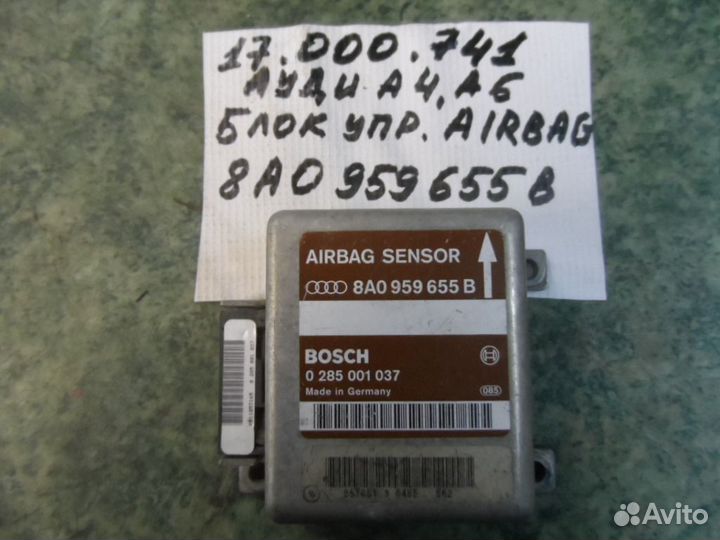 17.000.741
АУДИ А4, А6
БЛОК УПР. AIRBAG
8A0 959 655 B
AIRBAG SENSOR
8A0 959 655 B
BOSCH
0 285 001 037
Made in Germany
085
Avito